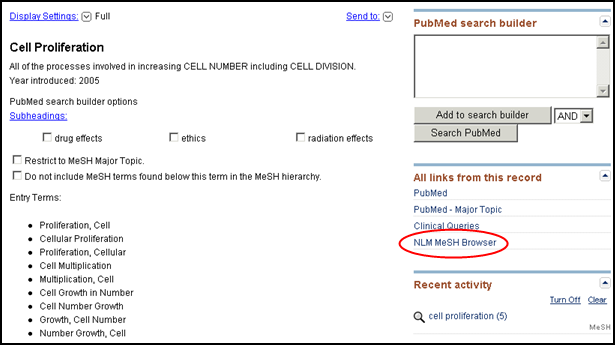 Display Settings: Full
Send to:
Cell Proliferation
All of the processes involved in increasing CELL NUMBER including CELL DIVISION.
Year introduced: 2005
PubMed search builder options
Subheadings:
drug effects
ethics
radiation effects
Restrict to MeSH Major Topic.
Do not include MeSH terms found below this term in the MeSH hierarchy.
Entry Terms:
Proliferation, Cell
Cellular Proliferation
Proliferation, Cellular
Cell Multiplication
Multiplication, Cell
Cell Growth in Number
Cell Number Growth
Growth, Cell Number
Number Growth, Cell
PubMed search builder
Add to search builder
AND
Search PubMed
All links from this record
PubMed
PubMed - Major Topic
Clinical Queries
NLM MeSH Browser
Recent activity
Turn Off Clear
cell proliferation (5)
MeSH